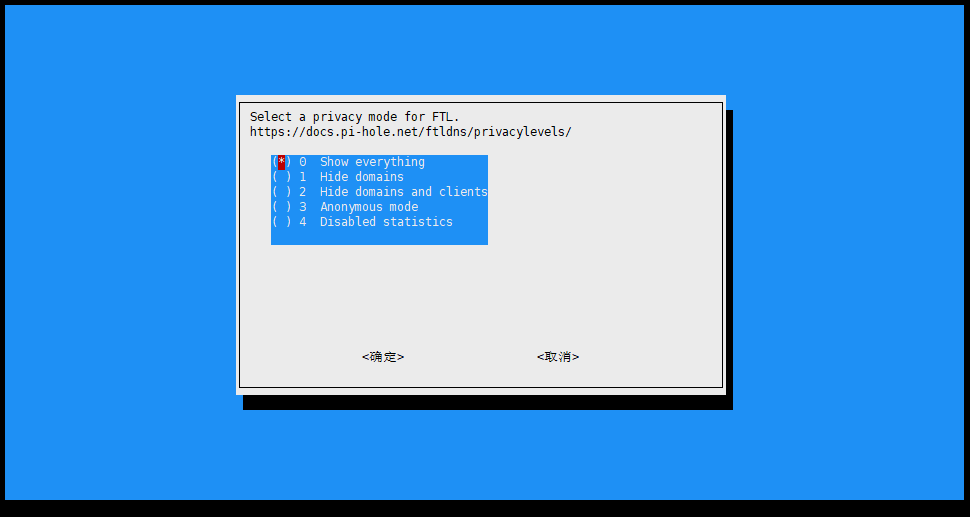 Select a privacy mode for FTL.
https://docs.pi-hole.net/ftldns/privacylevels/
(*) 0  Show everything
( ) 1  Hide domains
( ) 2  Hide domains and clients
( ) 3  Anonymous mode
( ) 4  Disabled statistics
<确定> <取消>